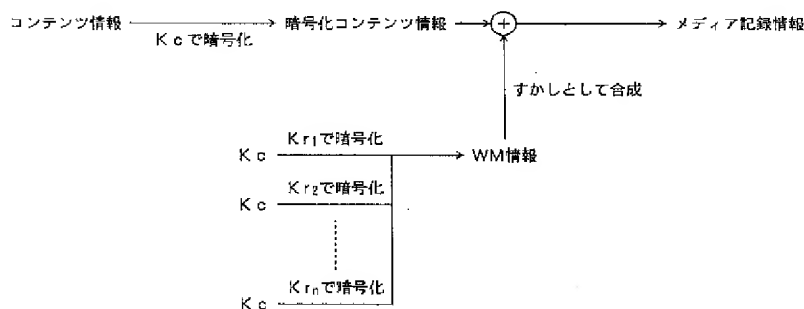 コンテンツ情報
Kcで暗号化
暗号化コンテンツ情報
メディア記録情報
すかしとして合成
Kc
Kr1で暗号化
WM情報
Kc
Kr2で暗号化
Kc
Krnで暗号化